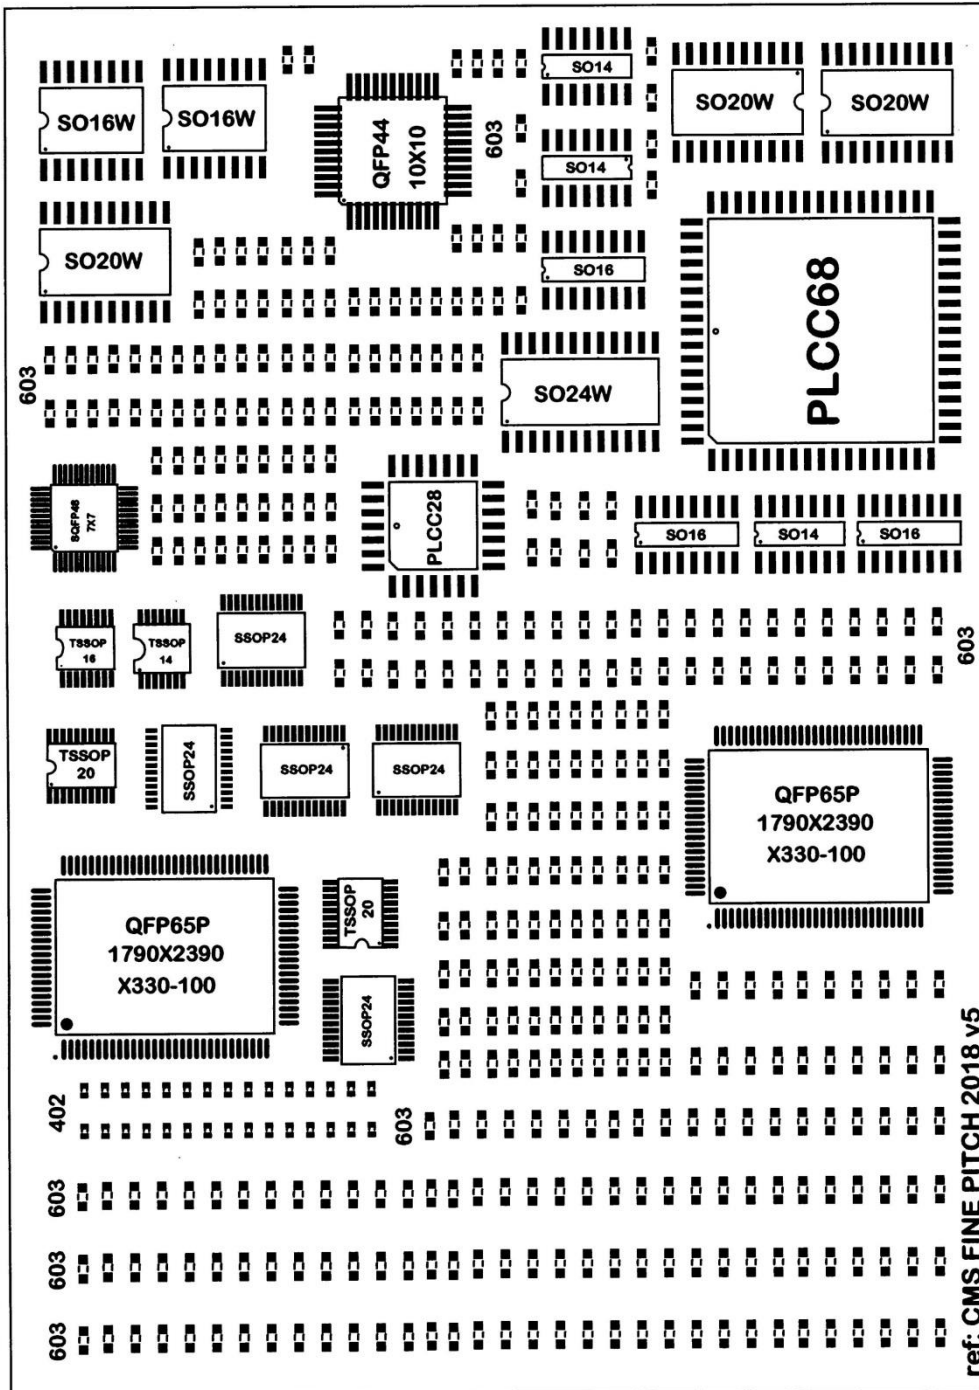 SO14
SO16W
SO16W
SO20W
SO20W
QFP44
10X10
603
SO14
SO20W
SO16
PLCC68
603
SO24W
SQFP48
7X7
PLCC28
SO16
SO14
SO16
TSSOP
16
TSSOP
14
SSOP24
603
TSSOP
20
SSOP24
SSOP24
SSOP24
QFP65P
1790X2390
X330-100
QFP65P
1790X2390
X330-100
TSSOP
20
SSOP24
402
603
603
603
603
ref: CMS FINE PITCH 2018 v5